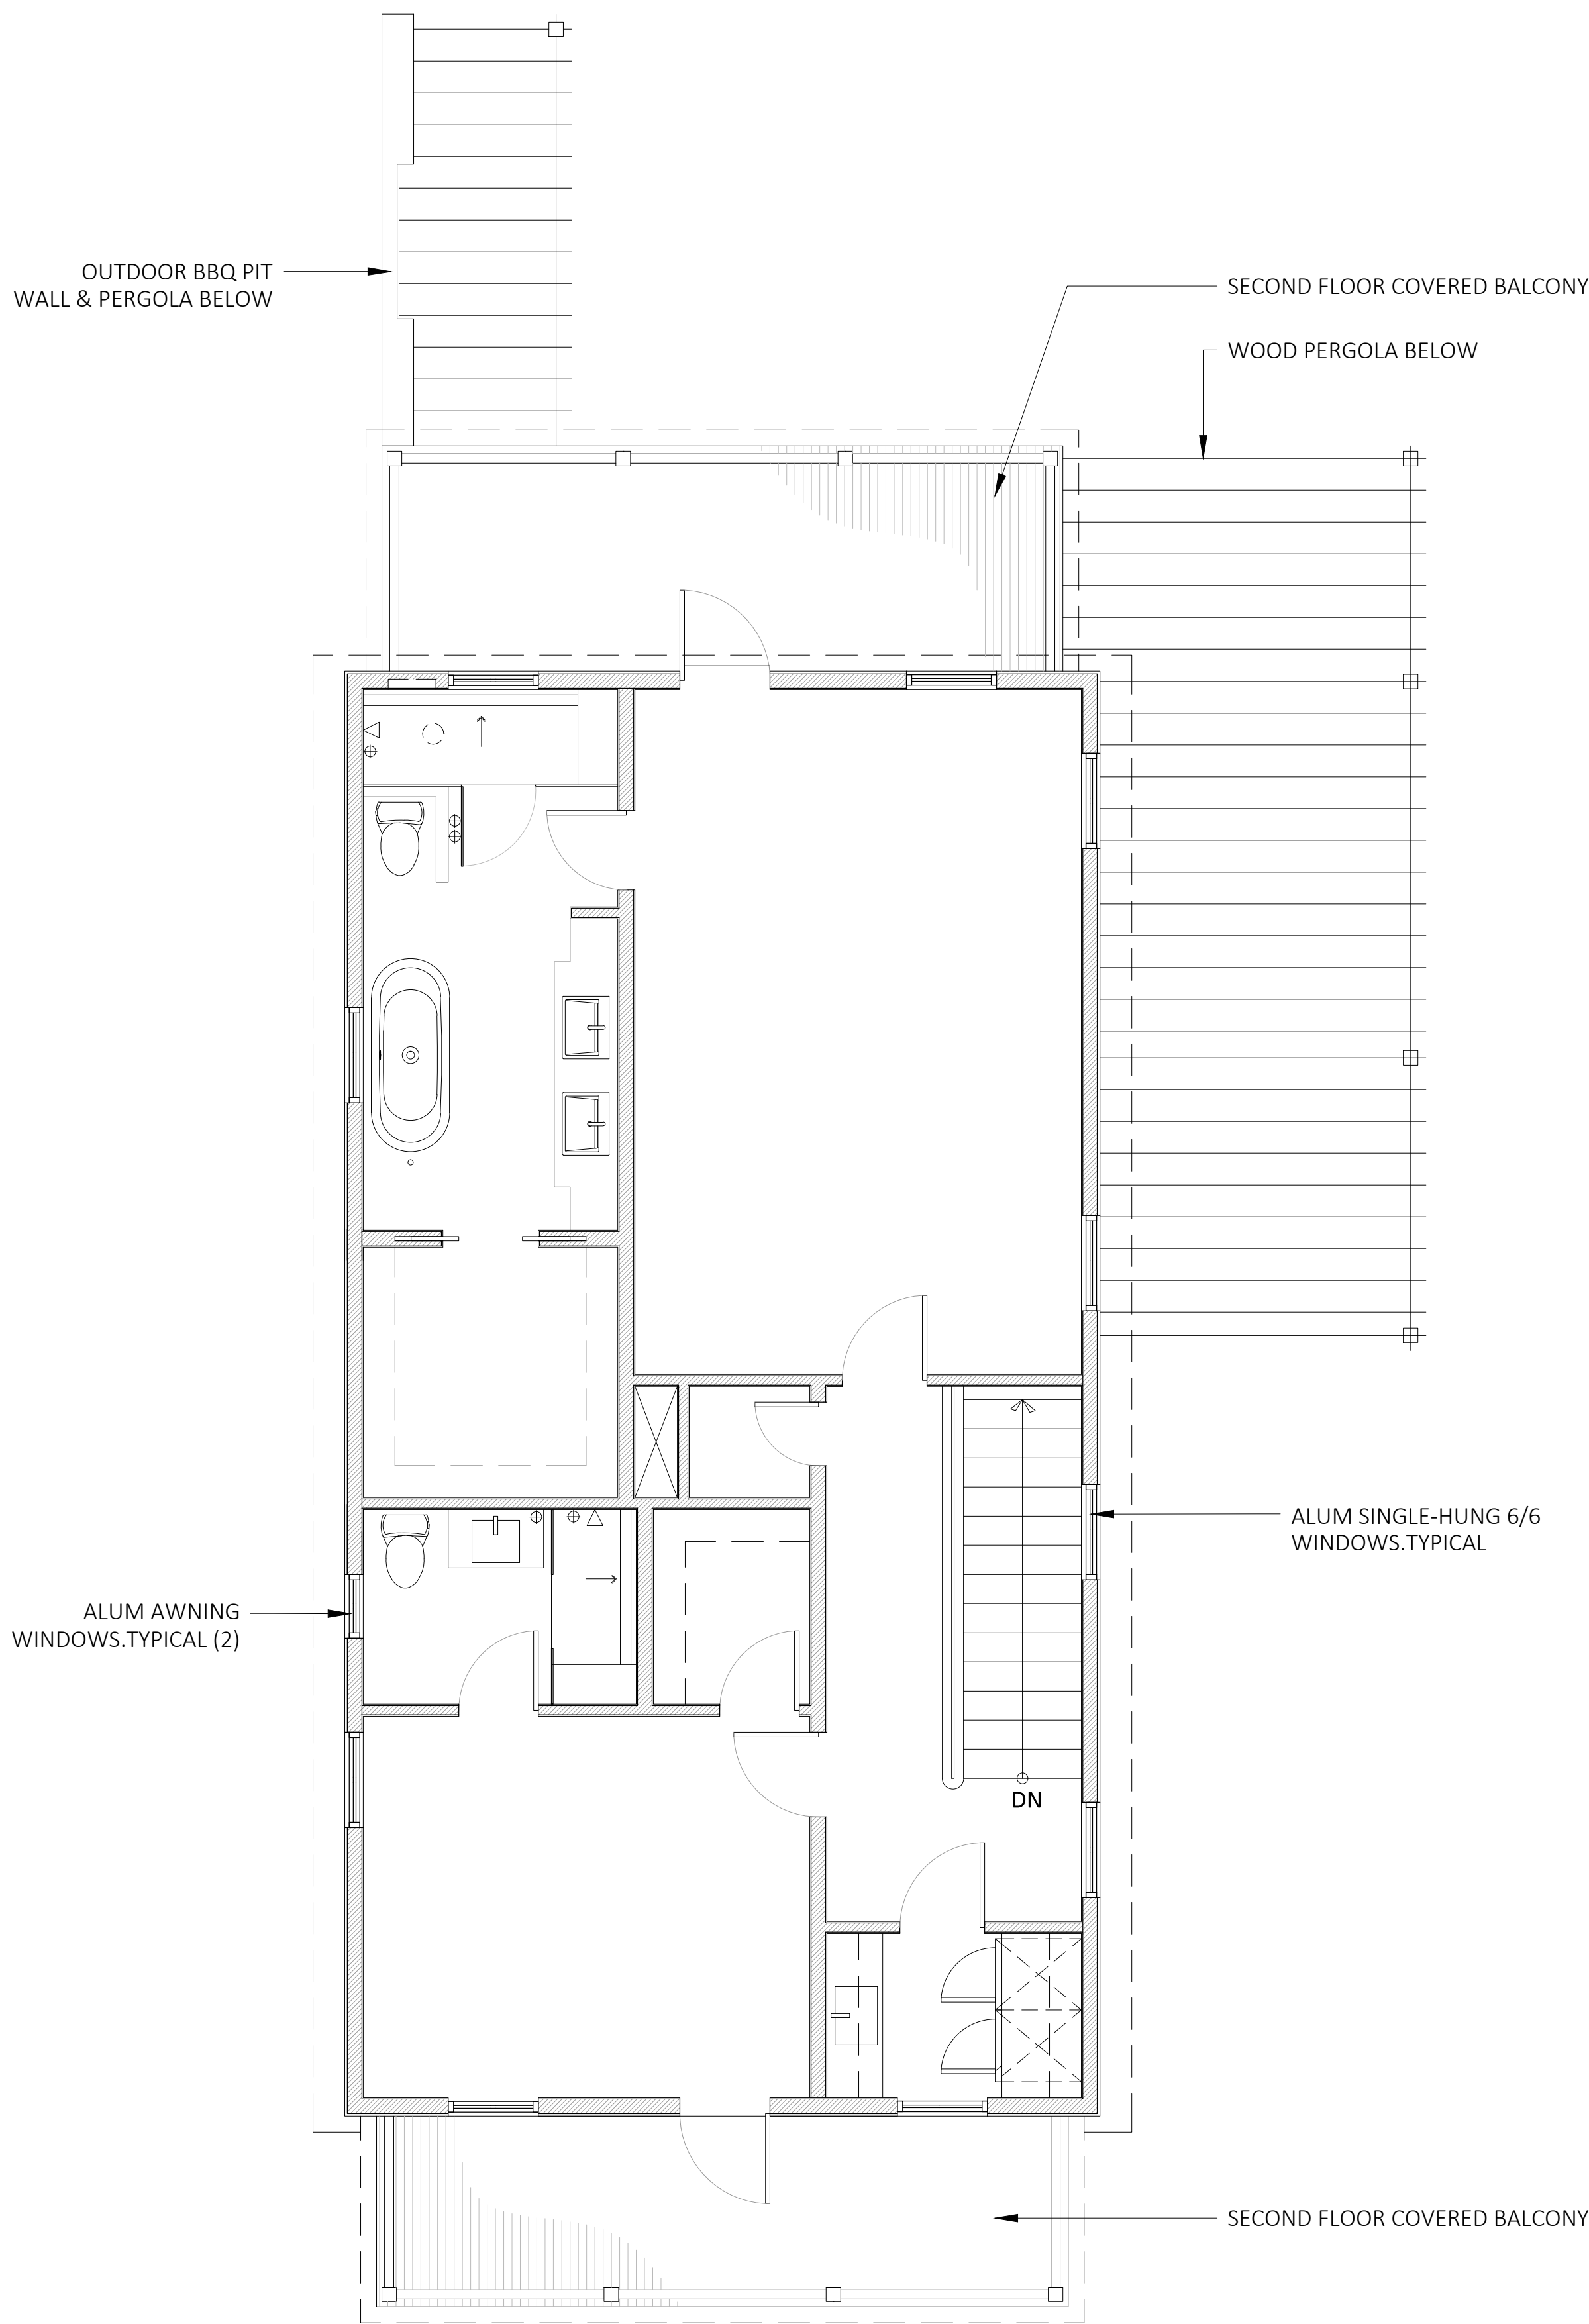 OUTDOOR BBQ PIT
WALL & PERGOLA BELOW
SECOND FLOOR COVERED BALCONY
WOOD PERGOLA BELOW
ALUM SINGLE-HUNG 6/6
WINDOWS.TYPICAL
ALUM AWNING
WINDOWS.TYPICAL (2)
DN
SECOND FLOOR COVERED BALCONY